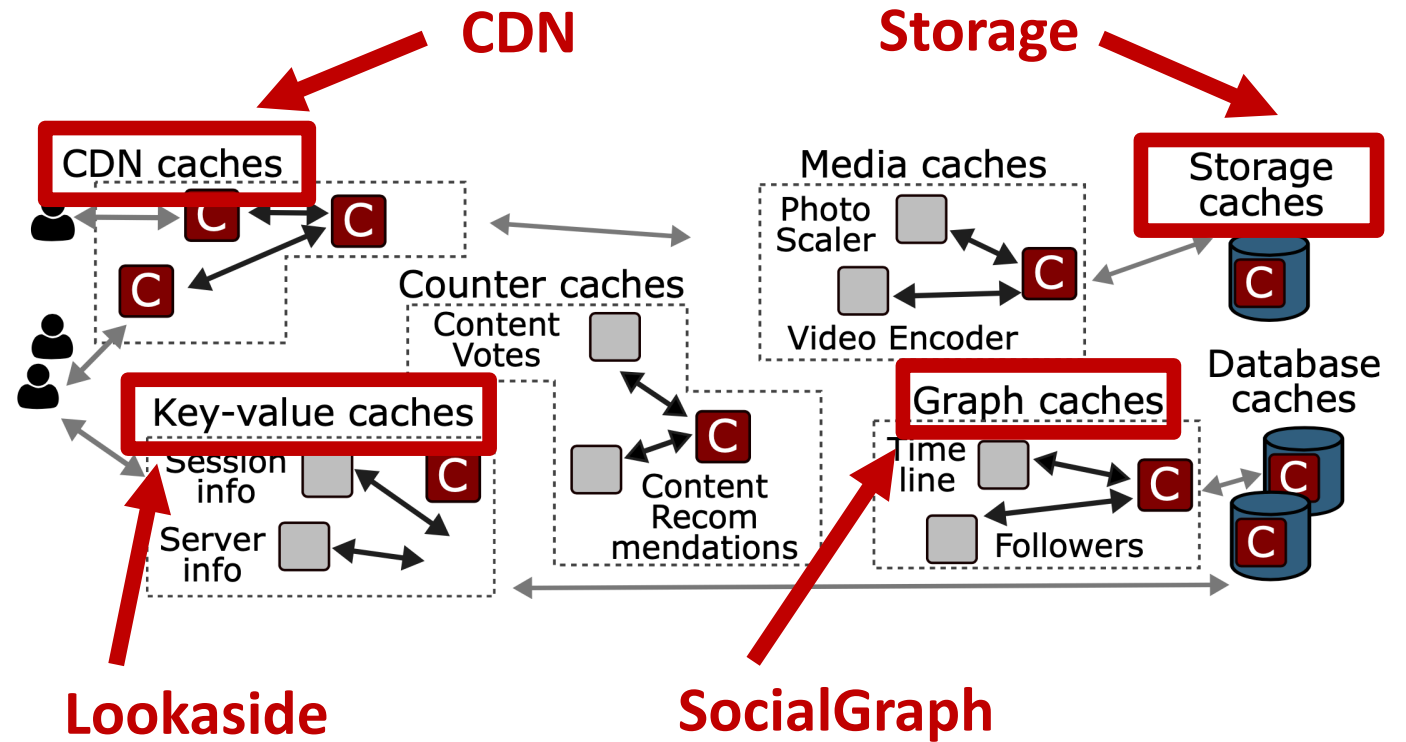 CDN
Storage
CDN caches
C
C
C
Media caches
Photo
Scaler
C
Video Encoder
Storage
caches
C
Counter caches
Content
Votes
C
Content
Recom
mendations
Key-value caches
Session
info
C
Server
info
Graph caches
Time
line
C
Followers
Database
caches
C
C
Lookaside
SocialGraph